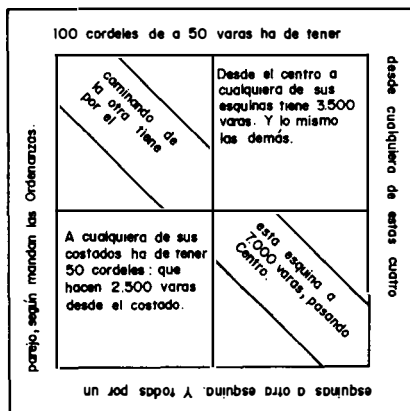 100 cordeles de a 50 varas ha de tener
desde cualquiera de estas cuatro
esquinas a otra esquina. Y todas por un
parejo, según mandan las Ordenanzas.
caminando de
la otra tiene
por el
Desde el centro a
cualquiera de sus
esquinas tiene 3.500
varas. Y lo mismo
las demás.
A cualquiera de sus
costados ha de tener
50 cordeles: que
hacen 2.500 varas
desde el costado.
esta esquina a
7.000 varas, pasando
Centro.